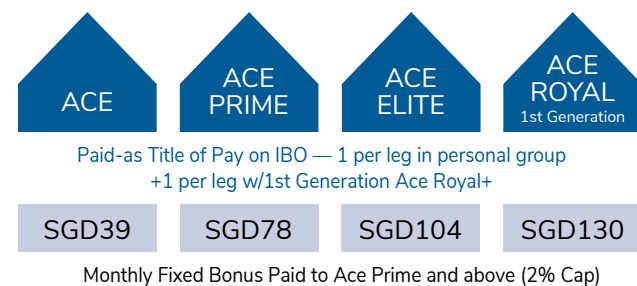 ACE
ACE
PRIME
ACE
ELITE
ACE
ROYAL
1st Generation
Paid-as Title of Pay on IBO — 1 per leg in personal group
+1 per leg w/1st Generation Ace Royal+
SGD39 SGD78 SGD104 SGD130
Monthly Fixed Bonus Paid to Ace Prime and above (2% Cap)